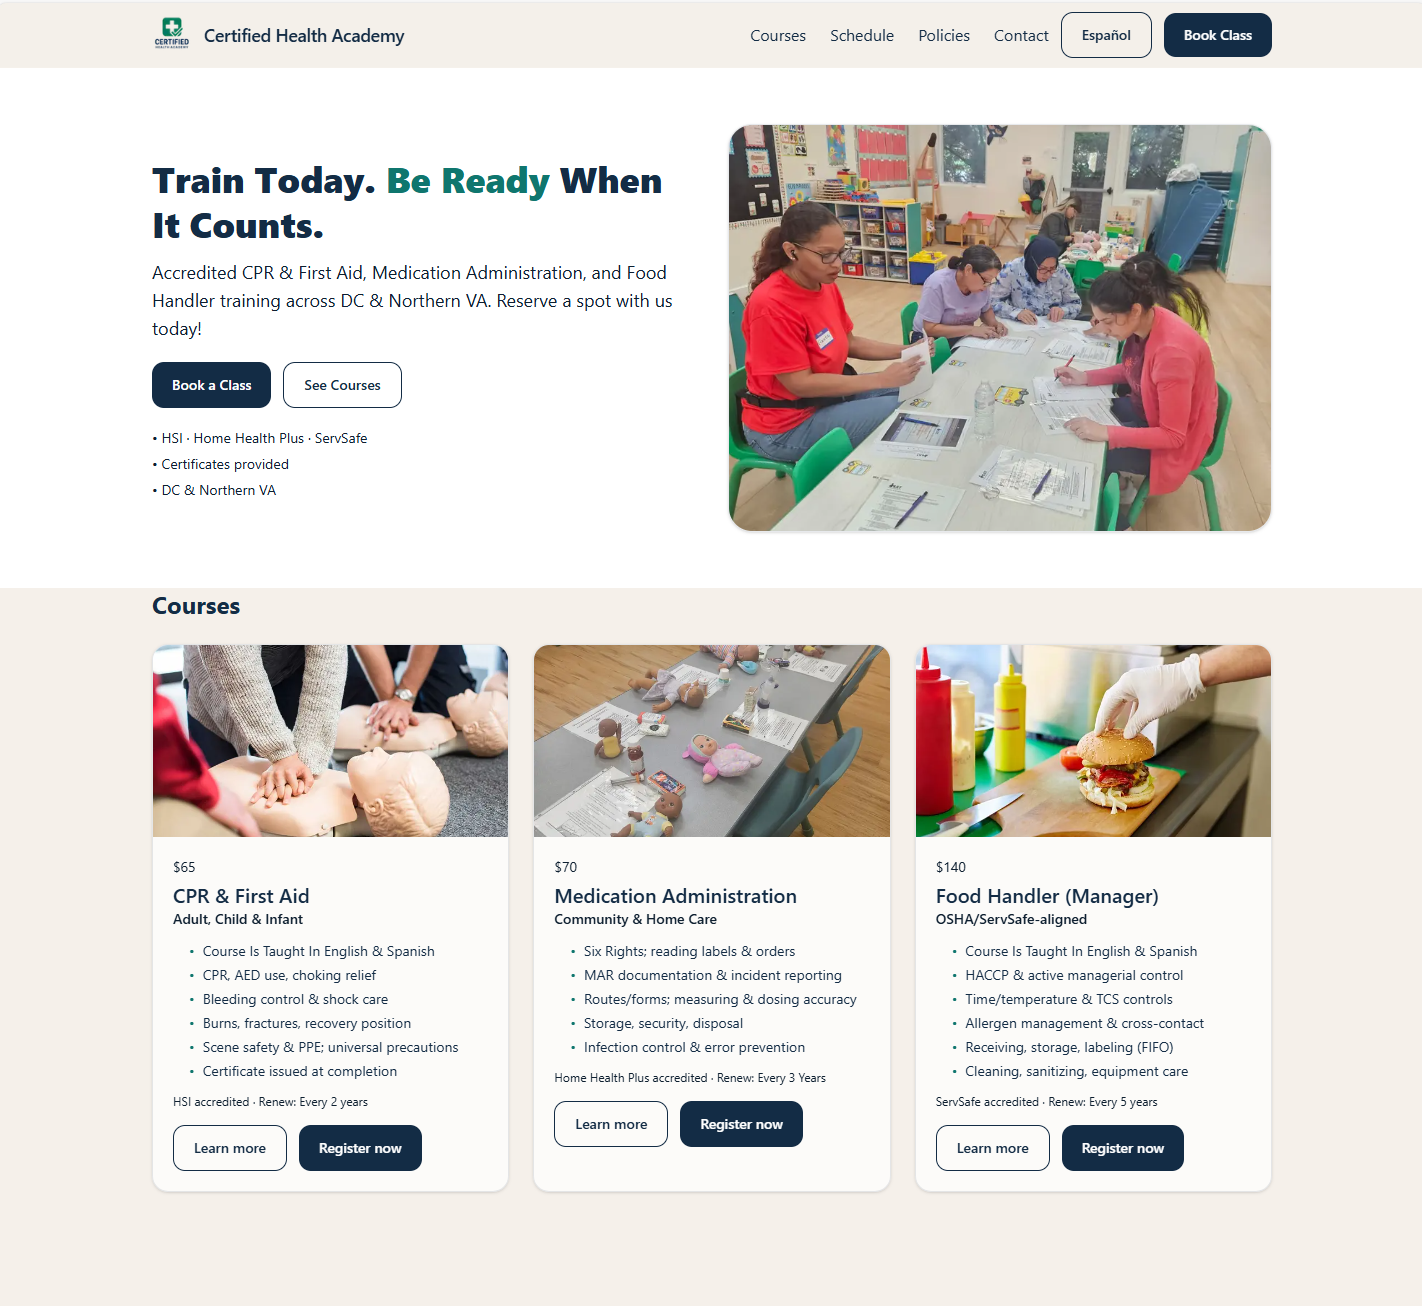 CERTIFIED
HEALTH ACADEMY
Certified Health Academy
Courses
Schedule
Policies
Contact
Español
Book Class
Train Today. Be Ready When
It Counts.
Accredited CPR & First Aid, Medication Administration, and Food
Handler training across DC & Northern VA. Reserve a spot with us
today!
Book a Class
See Courses
• HSI · Home Health Plus · ServSafe
• Certificates provided
• DC & Northern VA
Courses
$65
CPR & First Aid
Adult, Child & Infant
• Course Is Taught In English & Spanish
• CPR, AED use, choking relief
• Bleeding control & shock care
• Burns, fractures, recovery position
• Scene safety & PPE; universal precautions
• Certificate issued at completion
HSI accredited · Renew: Every 2 years
Learn more
Register now
$70
Medication Administration
Community & Home Care
• Six Rights; reading labels & orders
• MAR documentation & incident reporting
• Routes/forms; measuring & dosing accuracy
• Storage, security, disposal
• Infection control & error prevention
Home Health Plus accredited · Renew: Every 3 Years
Learn more
Register now
$140
Food Handler (Manager)
OSHA/ServSafe-aligned
• Course Is Taught In English & Spanish
• HACCP & active managerial control
• Time/temperature & TCS controls
• Allergen management & cross-contact
• Receiving, storage, labeling (FIFO)
• Cleaning, sanitizing, equipment care
ServSafe accredited · Renew: Every 5 years
Learn more
Register now